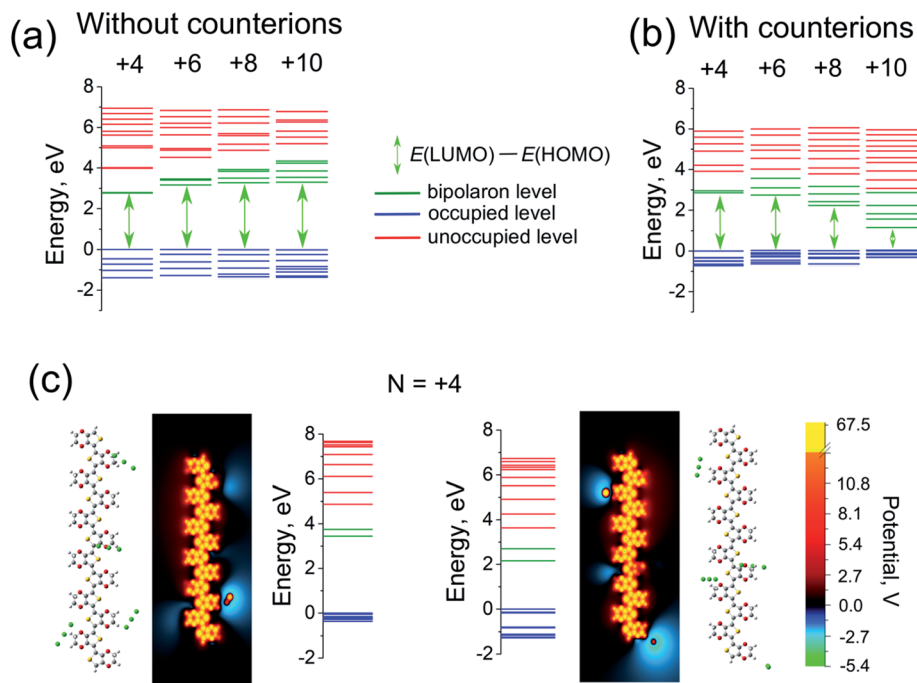 (a) Without counterions
+4 +6 +8 +10
8
6
4
2
0
-2
Energy, eV
E(LUMO) — E(HOMO)
bipolaron level
occupied level
unoccupied level
(b) With counterions
+4 +6 +8 +10
8
6
4
2
0
-2
Energy, eV
(c) N = +4
8
6
4
2
0
-2
Energy, eV
8
6
4
2
0
-2
Energy, eV
67.5
10.8
8.1
5.4
2.7
0.0
-2.7
-5.4
Potential, V